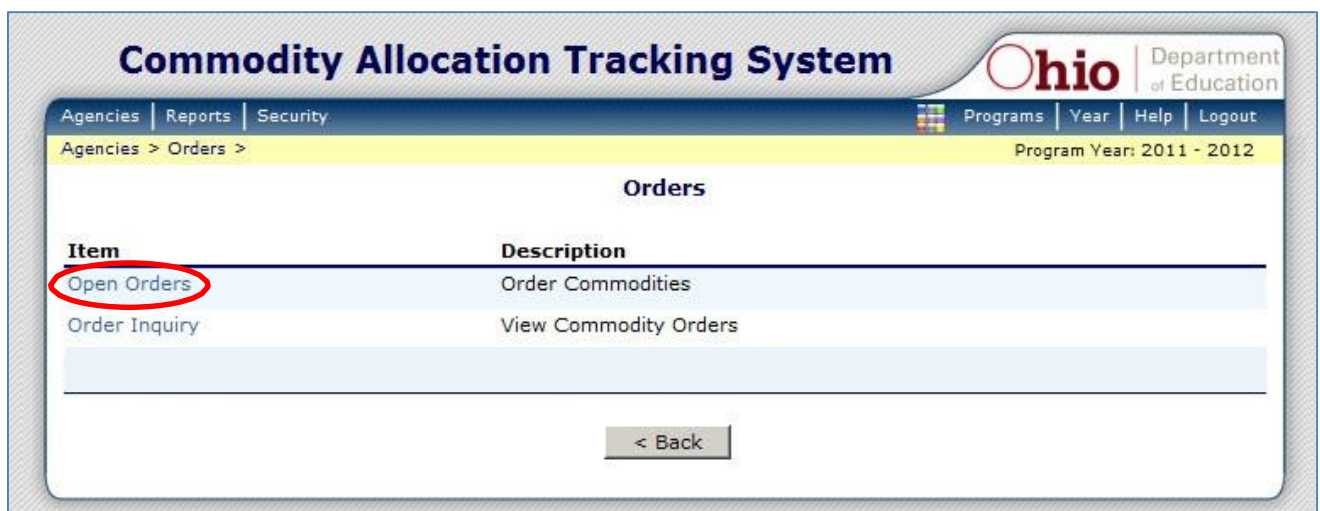 Commodity Allocation Tracking System
Ohio Department of Education
Agencies | Reports | Security Programs | Year | Help | Logout
Agencies > Orders > Program Year: 2011 - 2012
Orders
Item Description
Open Orders Order Commodities
Order Inquiry View Commodity Orders
< Back